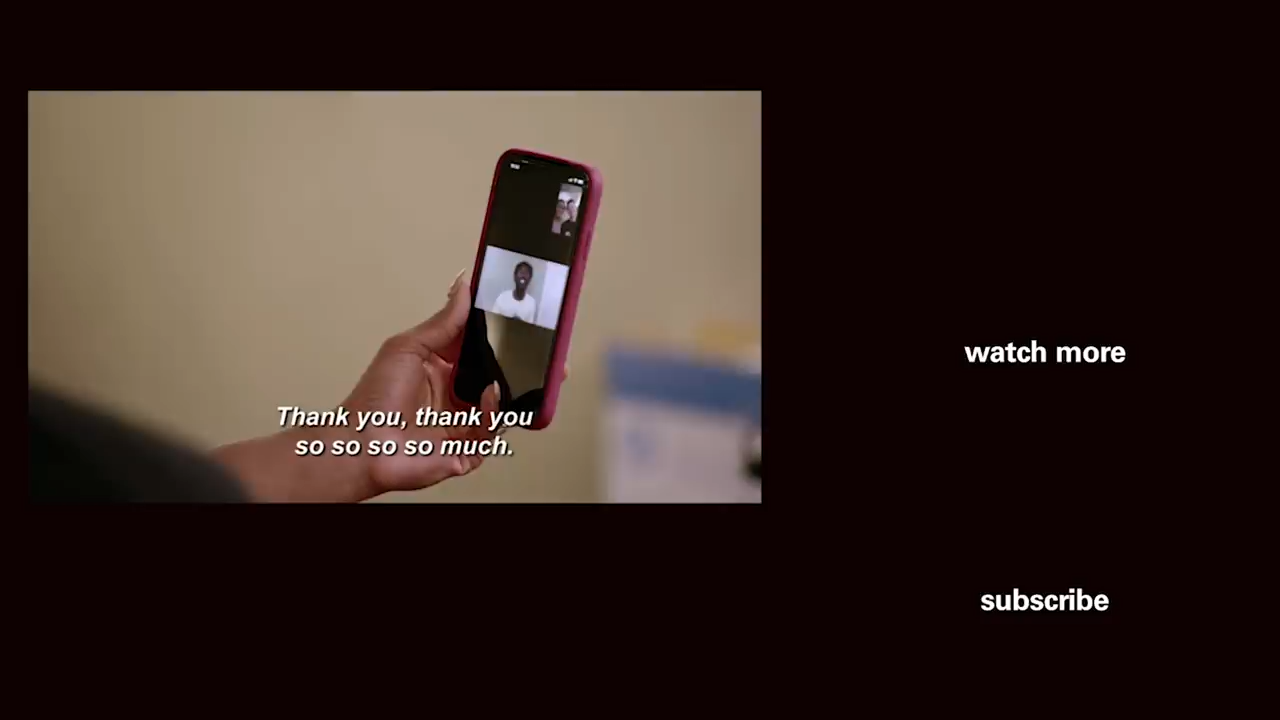 Thank you, thank you
so so so so much.
watch more
subscribe